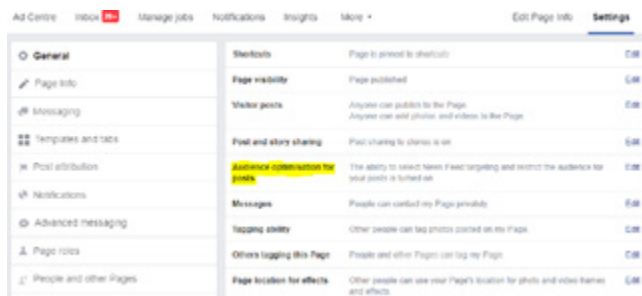 Ad Centre Inbox 99+ Manage jobs Notifications Insights More Edit Page Info Settings
General
Page Info
Messaging
Templates and tabs
Post attribution
Notifications
Advanced messaging
Page roles
People and other Pages
Shortcuts Page is pinned to shortcuts Edit
Page visibility Page published Edit
Visitor posts Anyone can publish to the Page Edit
Anyone can add photos and videos to the Page
Post and story sharing Post sharing to stories is on Edit
Audience optimisation for The ability to select News Feed targeting and restrict the audience for Edit
posts your posts is turned on
Messages People can contact my Page privately Edit
Tagging ability Other people can tag photos posted on my Page. Edit
Others tagging this Page People and other Pages can tag my Page. Edit
Page location for effects Other people can use your Page's location for photo and video frames Edit
and effects.